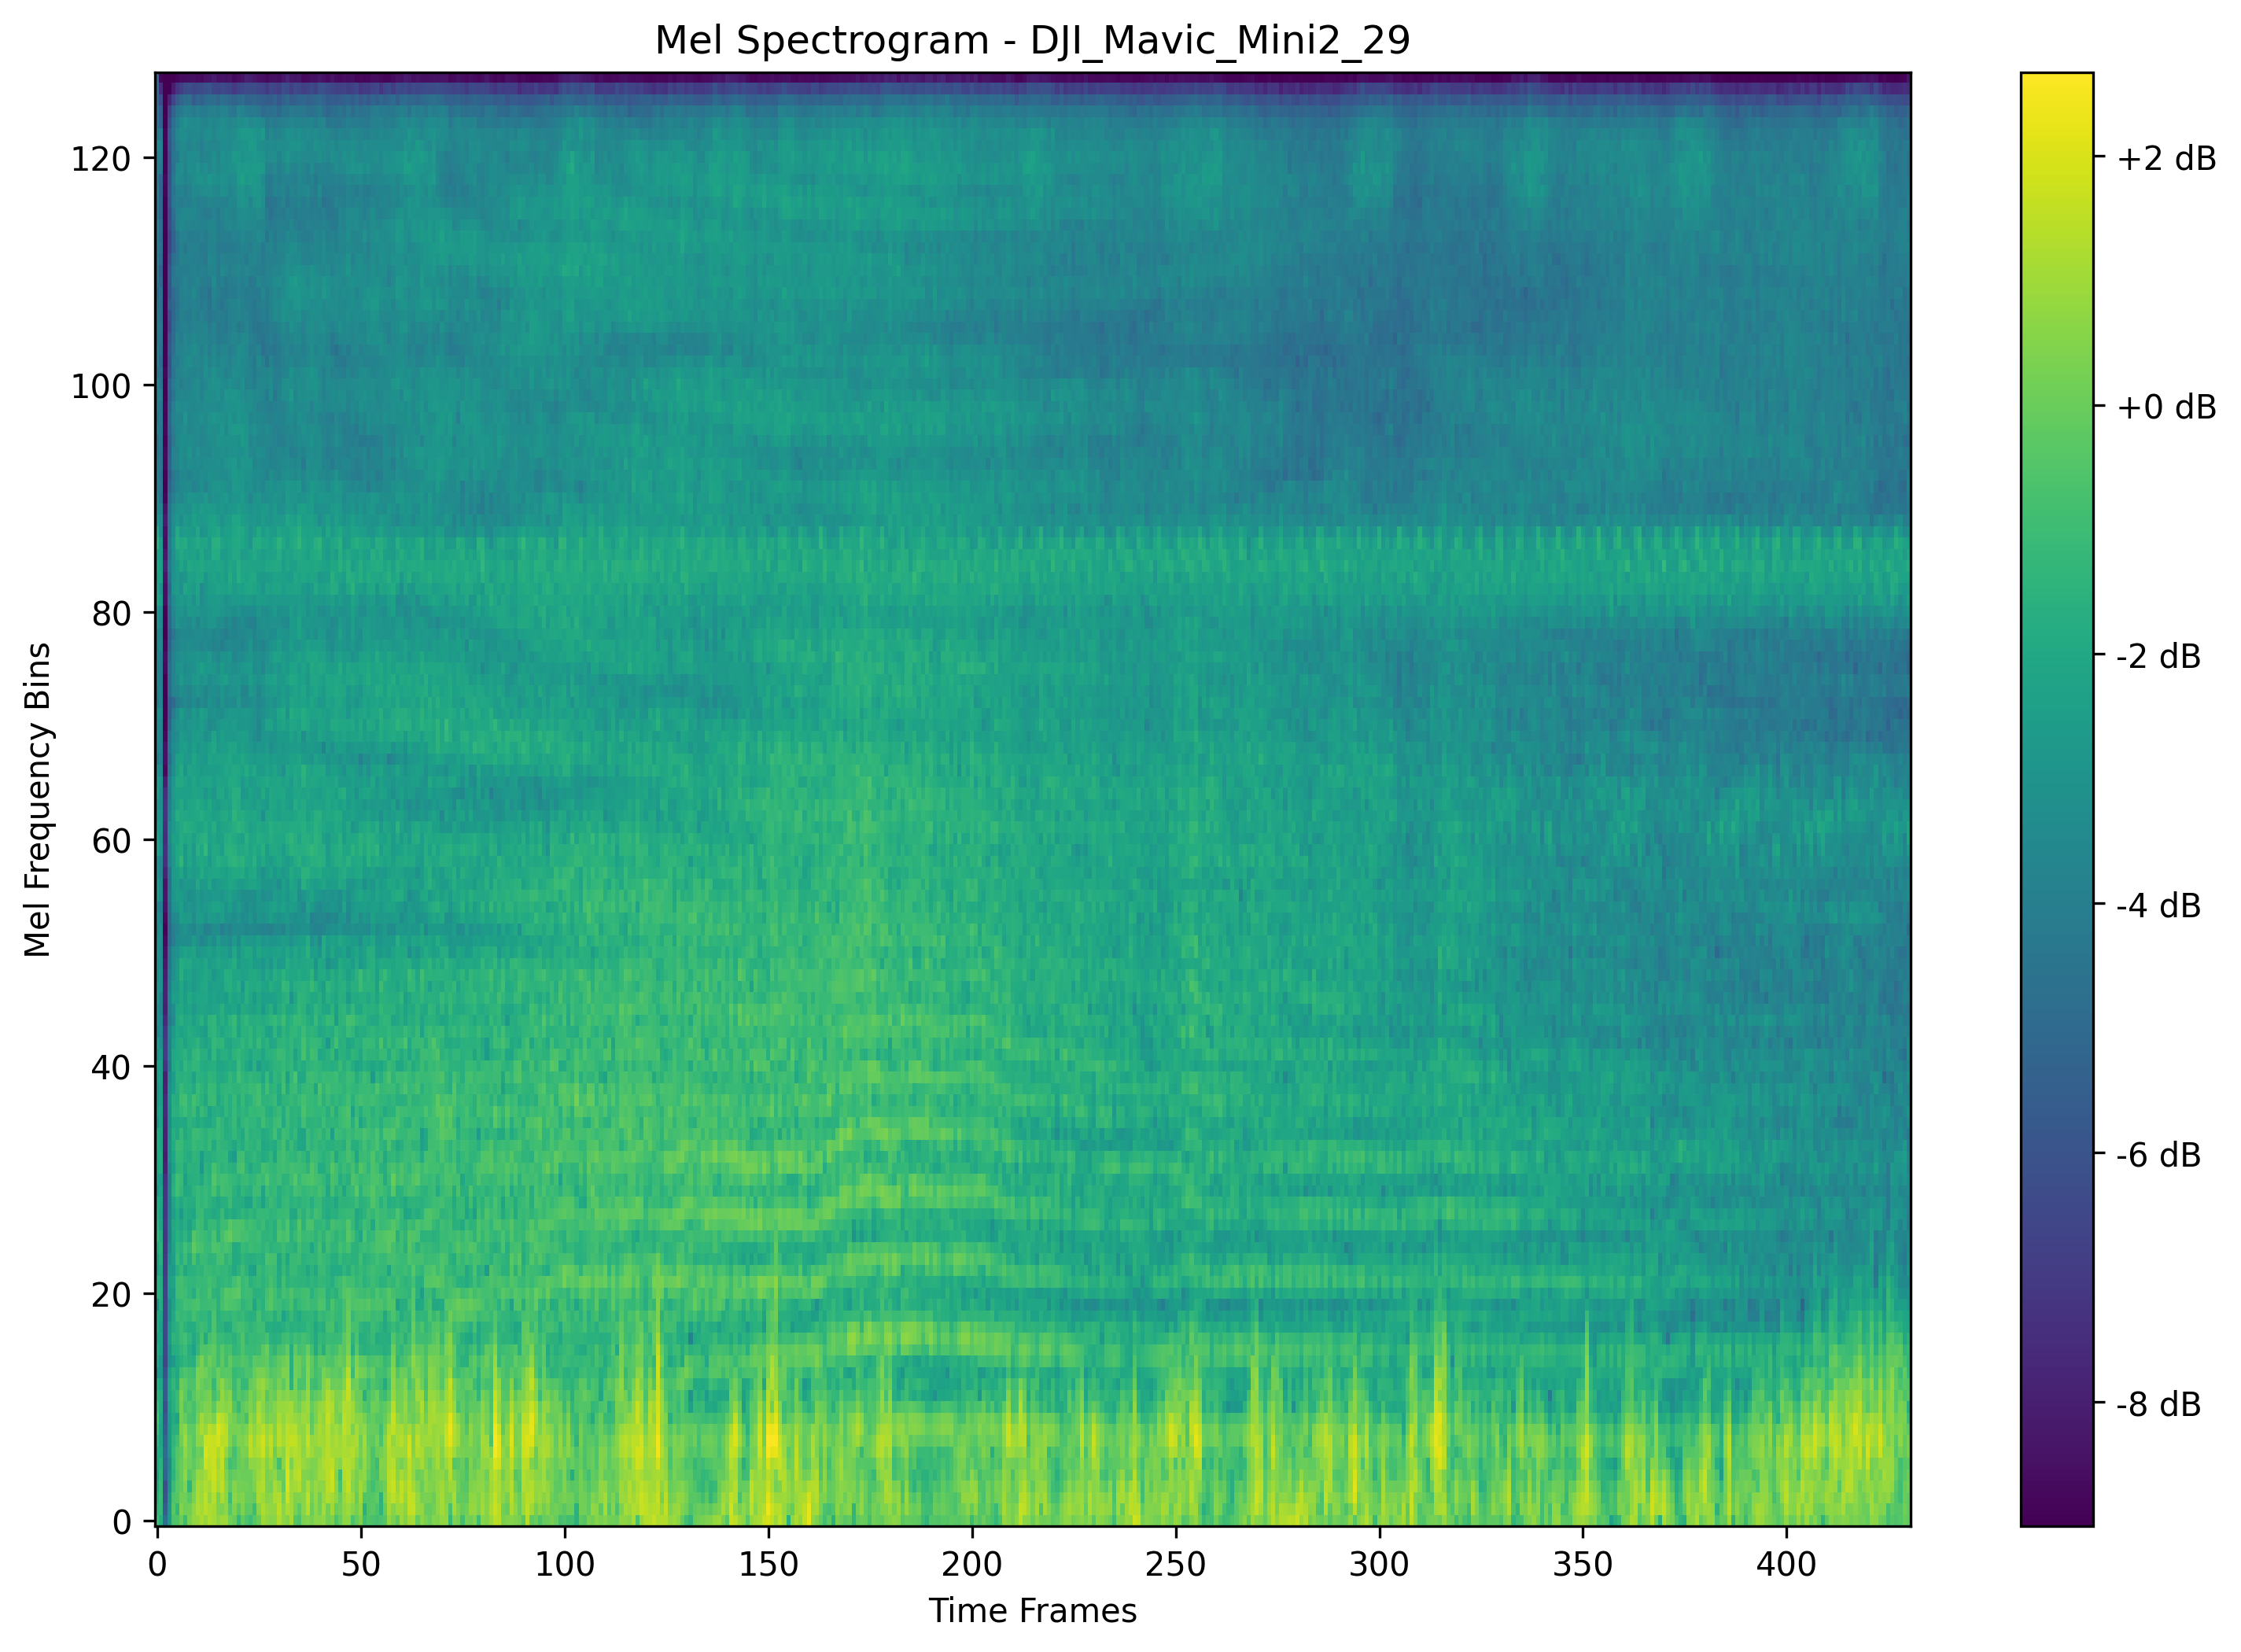 Mel Spectrogram - DJI_Mavic_Mini2_29
Mel Frequency Bins
120
100
80
60
40
20
0
0 50 100 150 200 250 300 350 400
Time Frames
+2 dB
+0 dB
-2 dB
-4 dB
-6 dB
-8 dB